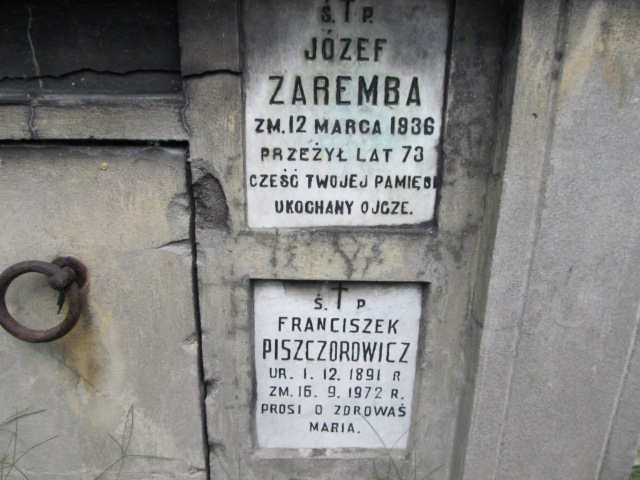 Ś.†P.
JÓZEF
ZAREMBA
ZM. 12 MARCA 1936
PRZEŻYŁ LAT 73
CZEŚĆ TWOJEJ PAMIĘCI
UKOCHANY OJCZE.
Ś.†P
FRANCISZEK
PISZCZOROWICZ
UR. 1. 12. 1891 R
ZM. 16. 9. 1972 R.
PROSI O ZDROWAŚ
MARIA.